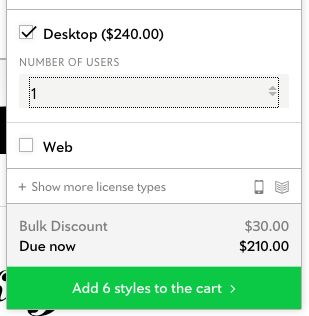 Desktop ($240.00)
NUMBER OF USERS
1
Web
+ Show more license types
Bulk Discount $30.00
Due now $210.00
Add 6 styles to the cart >